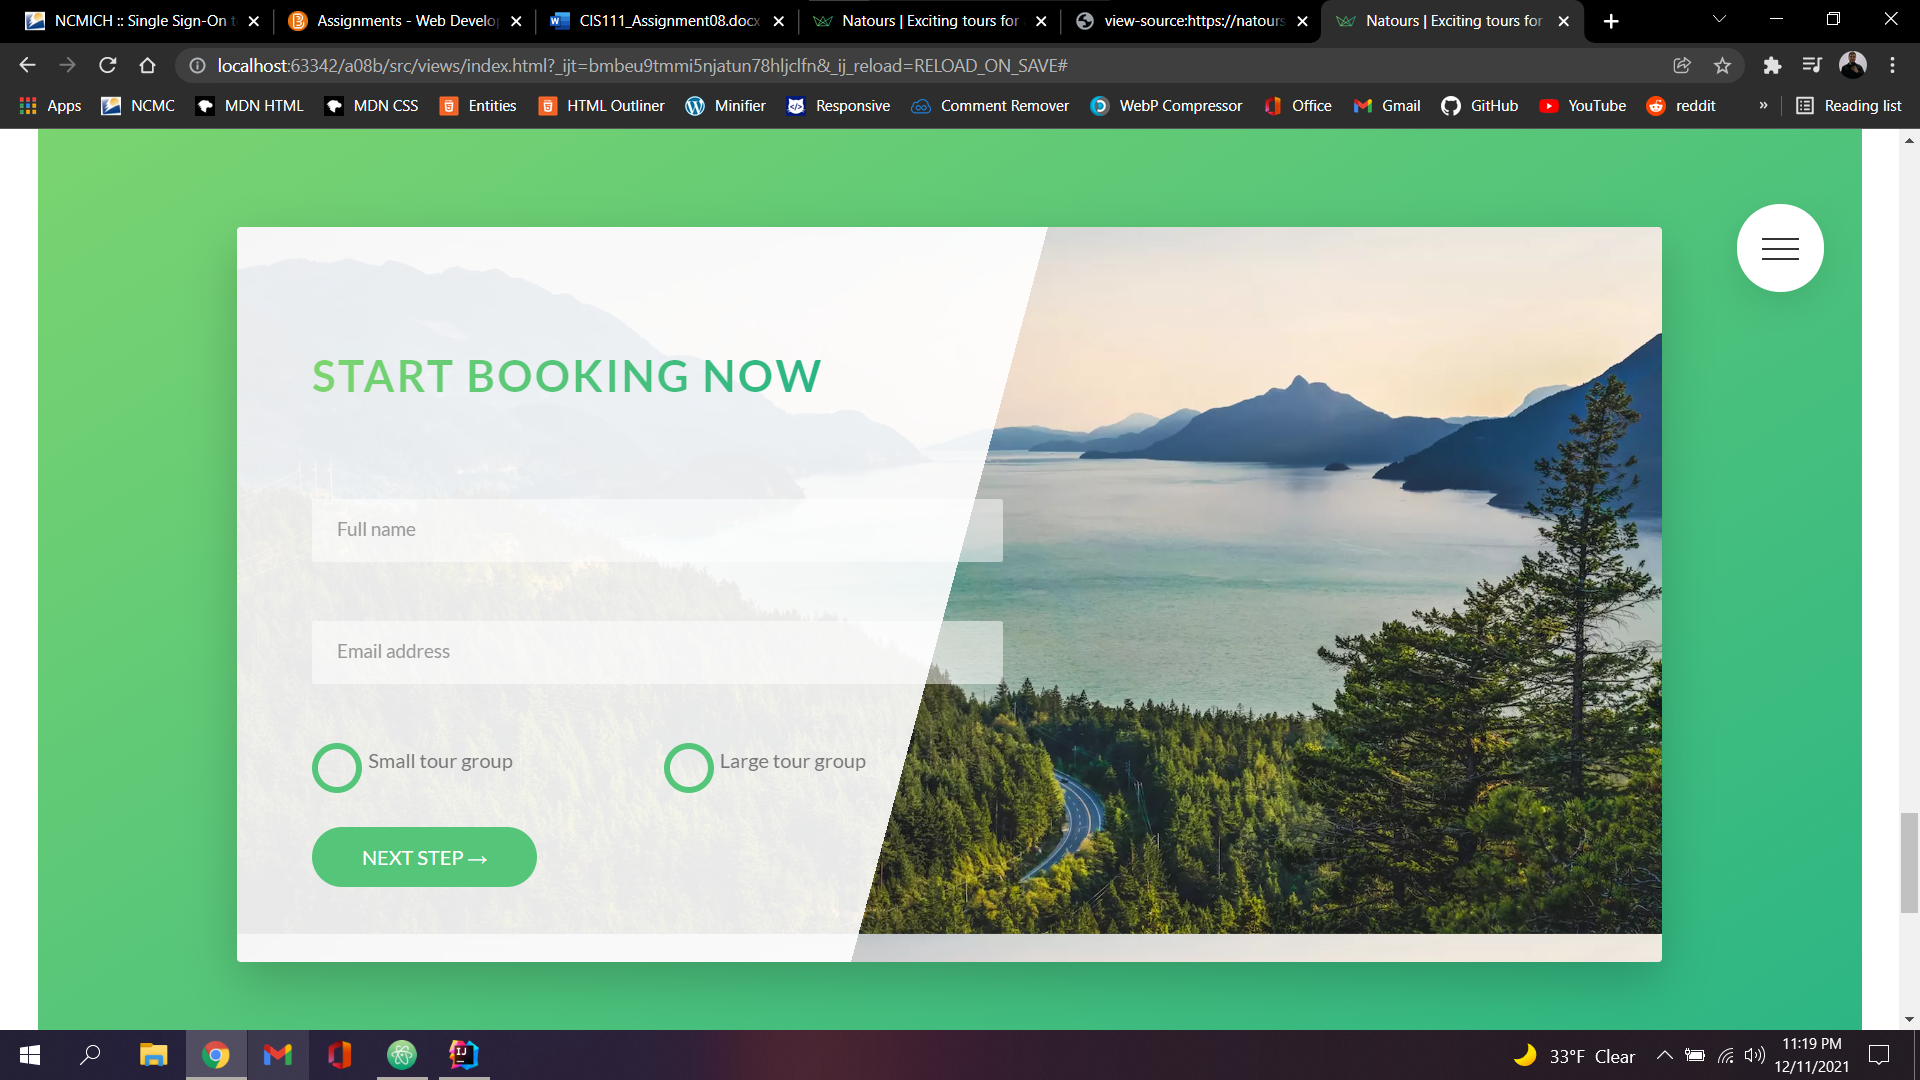 NCMICH :: Single Sign-On t
Assignments - Web Develo
CIS111_Assignment08.docx
Natours | Exciting tours for
view-source:https://natours
Natours | Exciting tours for
localhost:63342/a08b/src/views/index.html?_ijt=bmbeu9tmmi5njatun78hljclfn&_ij_reload=RELOAD_ON_SAVE#
Apps NCMC MDN HTML MDN CSS Entities HTML Outliner Minifier Responsive Comment Remover WebP Compressor Office Gmail GitHub YouTube reddit » Reading list
START BOOKING NOW
Full name
Email address
Small tour group Large tour group
NEXT STEP →
33°F Clear
11:19 PM
12/11/2021